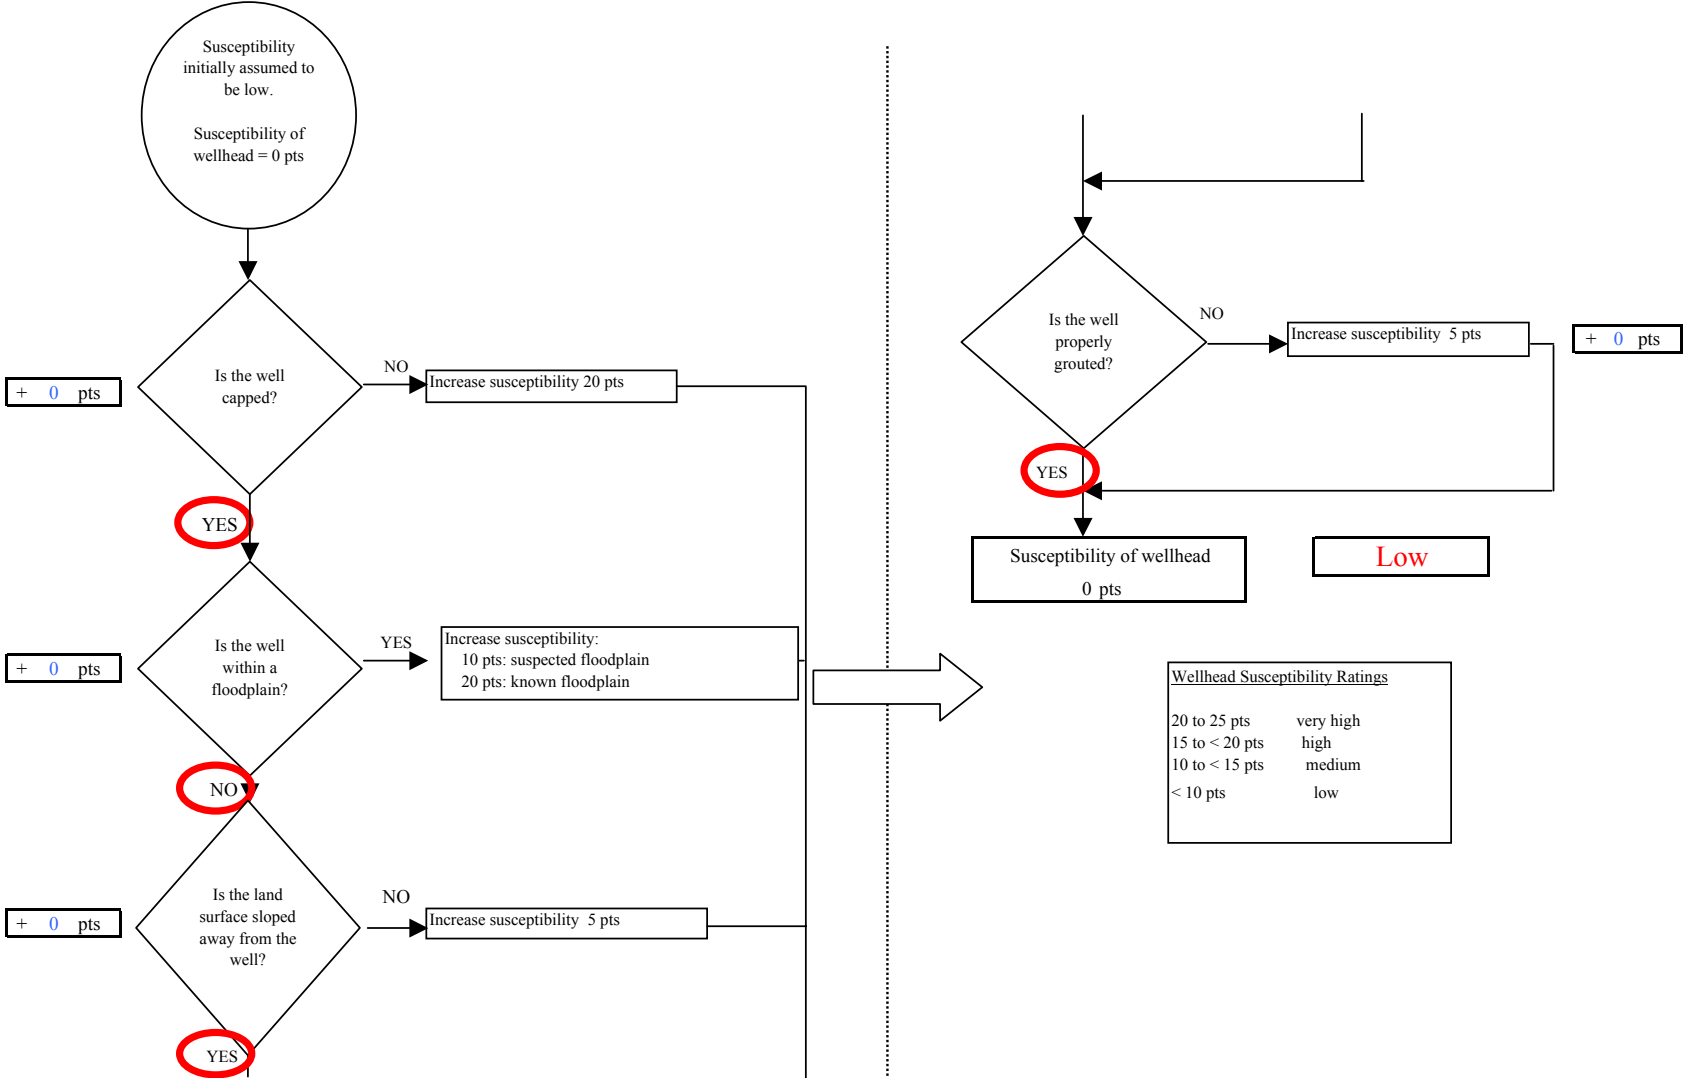 Susceptibility
initially assumed to
be low.
Susceptibility of
wellhead = 0 pts
Is the well
capped?
NO
Increase susceptibility 20 pts
+ 0 pts
YES
Is the well
within a
floodplain?
YES
Increase susceptibility:
10 pts: suspected floodplain
20 pts: known floodplain
+ 0 pts
NO
Is the land
surface sloped
away from the
well?
NO
Increase susceptibility 5 pts
+ 0 pts
YES
Is the well
properly
grouted?
NO
Increase susceptibility 5 pts
+ 0 pts
YES
Susceptibility of wellhead
0 pts
Low
Wellhead Susceptibility Ratings
20 to 25 pts very high
15 to < 20 pts high
10 to < 15 pts medium
< 10 pts low